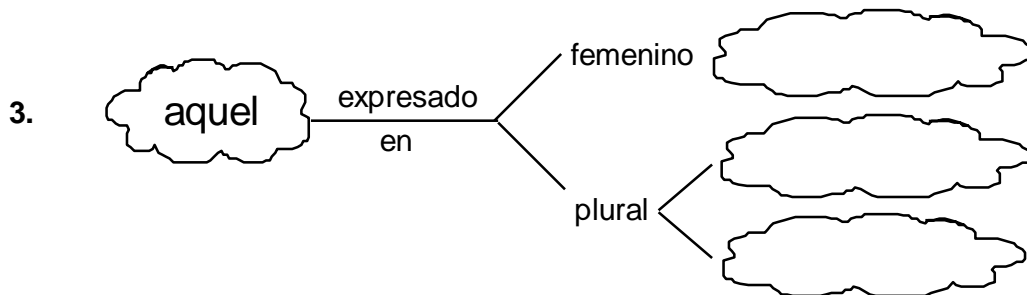 3.
aquel
expresado
en
femenino
plural